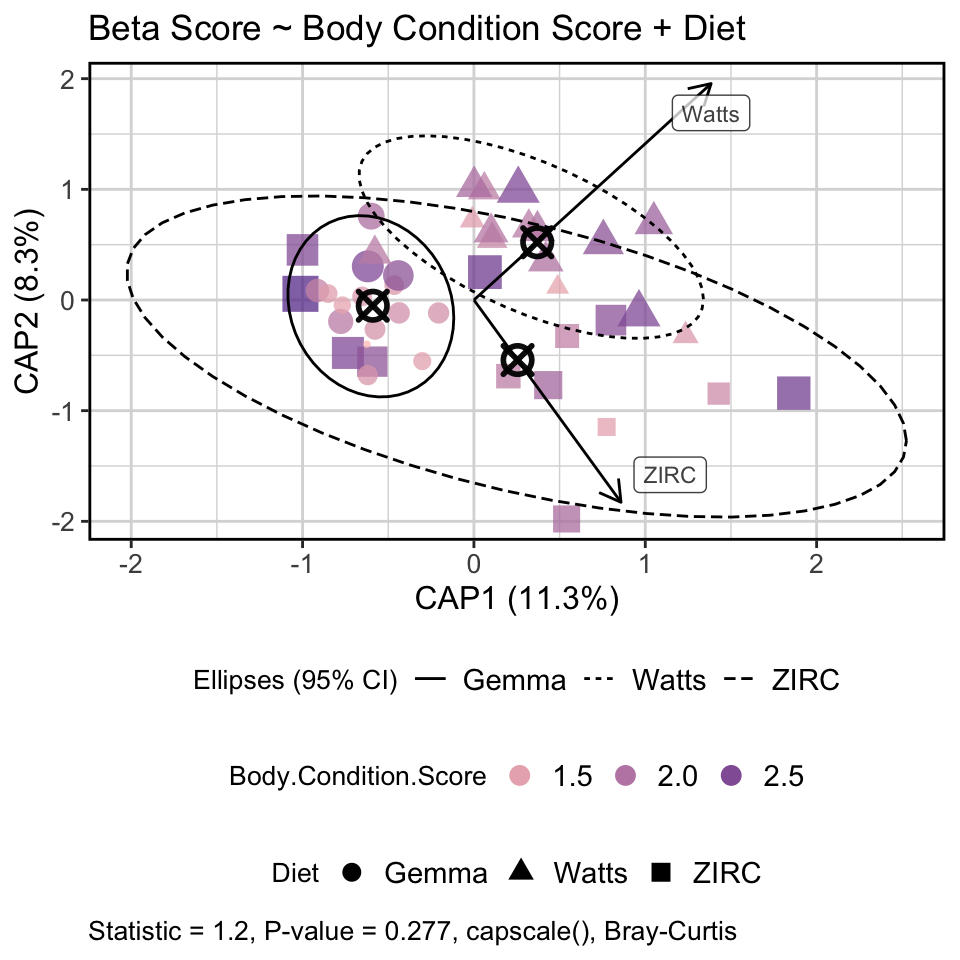 Beta Score ~ Body Condition Score + Diet
CAP2 (8.3%)
2
1
0
-1
-2
Watts
ZIRC
-2 -1 0 1 2
CAP1 (11.3%)
Ellipses (95% CI) Gemma Watts ZIRC
Body.Condition.Score 1.5 2.0 2.5
Diet Gemma Watts ZIRC
Statistic = 1.2, P-value = 0.277, capscale(), Bray-Curtis